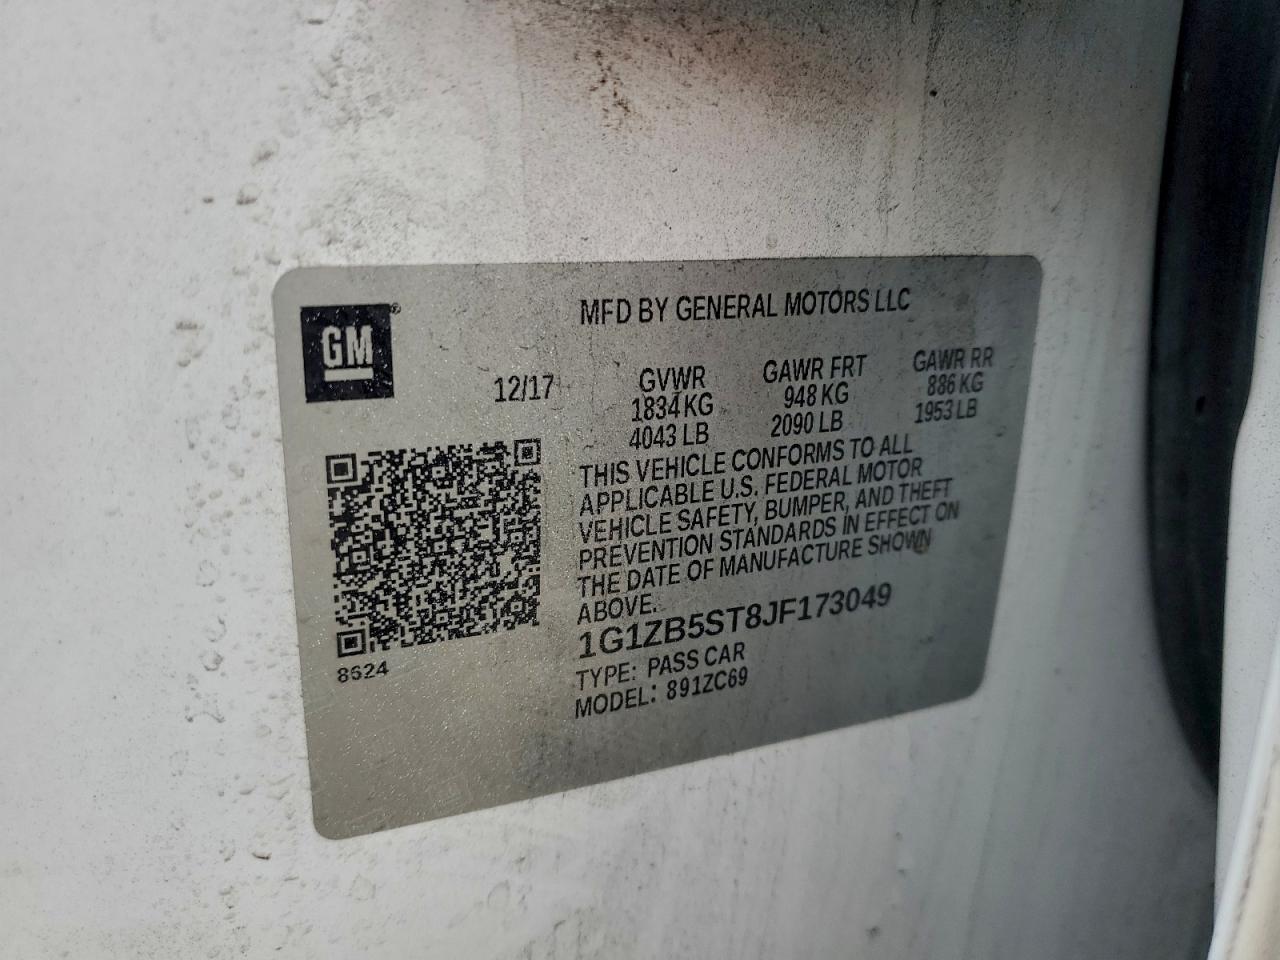 GM®
MFD BY GENERAL MOTORS LLC
12/17
GVWR GAWR FRT GAWR RR
1834 KG 948 KG 886 KG
4043 LB 2090 LB 1953 LB
THIS VEHICLE CONFORMS TO ALL
APPLICABLE U.S. FEDERAL MOTOR
VEHICLE SAFETY, BUMPER, AND THEFT
PREVENTION STANDARDS IN EFFECT ON
THE DATE OF MANUFACTURE SHOWN
ABOVE.
1G1ZB5ST8JF173049
TYPE: PASS CAR
MODEL: 891ZC69
8624